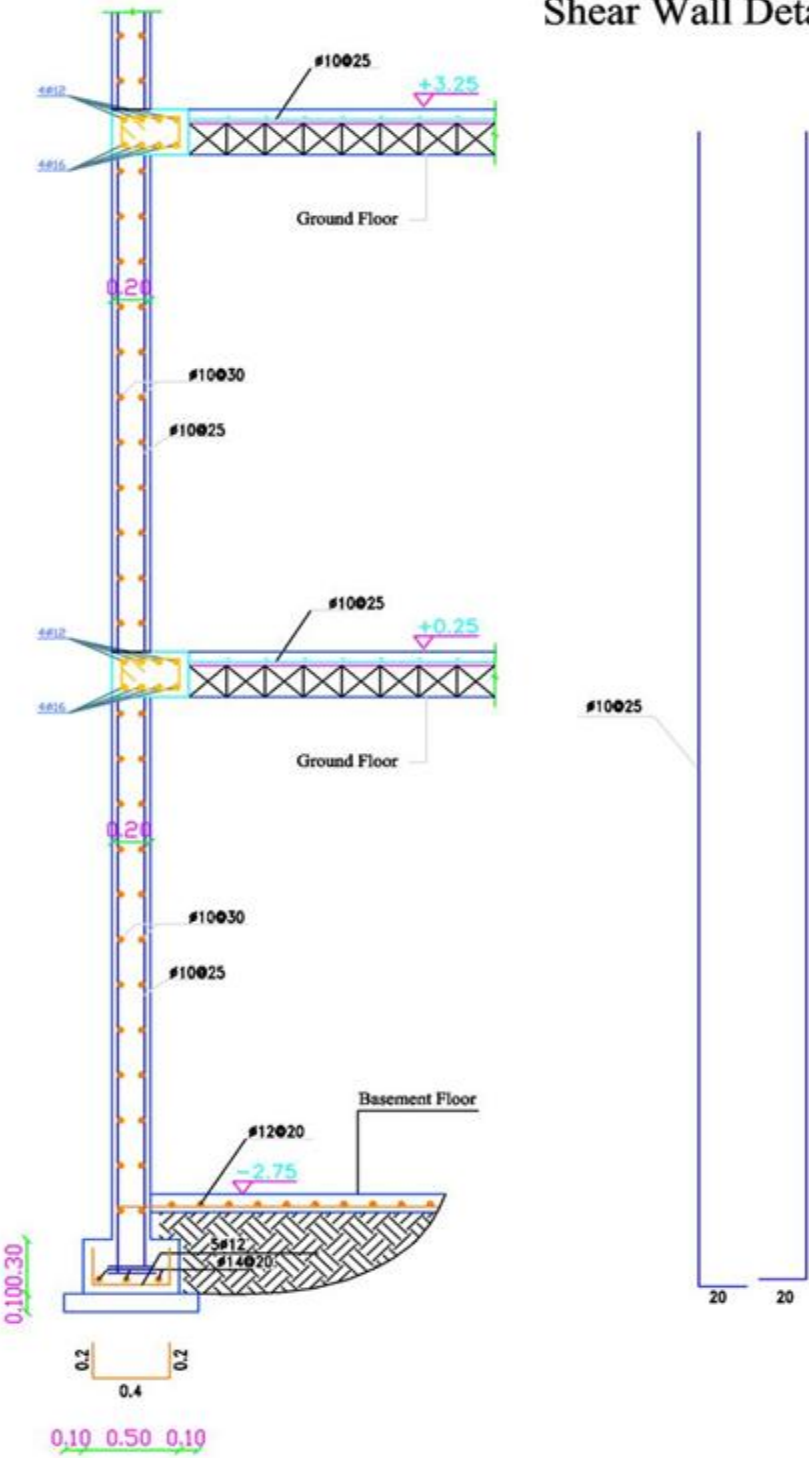 Shear Wall Deta
ø10@25
+3.25
4ø12
4ø16
Ground Floor
0.20
ø10@30
ø10@25
ø10@25
+0.25
4ø12
4ø16
ø10@25
Ground Floor
0.20
ø10@30
ø10@25
Basement Floor
ø12@20
-2.75
5ø12
ø14@20
0.10 0.30
20 20
0.2 0.2
0.4
0.10 0.50 0.10